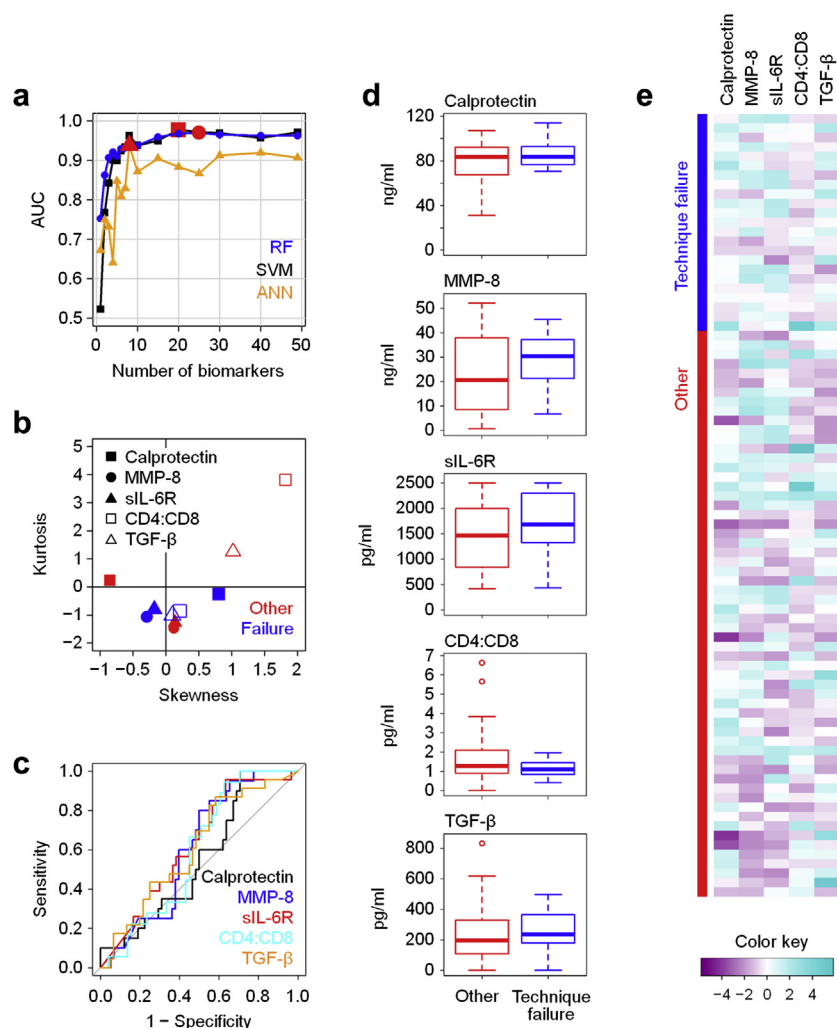 a
AUC
1.0
0.9
0.8
0.7
0.6
0.5
RF
SVM
ANN
0 10 20 30 40 50
Number of biomarkers
b
Kurtosis
5
4
3
2
1
0
−1
−2
Calprotectin
MMP-8
sIL-6R
CD4:CD8
TGF-β
Other
Failure
−1 −0.5 0 0.5 1 1.5 2
Skewness
c
Sensitivity
1.0
0.8
0.6
0.4
0.2
0.0
Calprotectin
MMP-8
sIL-6R
CD4:CD8
TGF-β
0.0 0.2 0.4 0.6 0.8 1.0
1 − Specificity
d
Calprotectin
ng/ml
120
80
40
0
MMP-8
ng/ml
50
40
30
20
10
0
sIL-6R
pg/ml
2500
2000
1500
1000
500
0
CD4:CD8
pg/ml
7
6
5
4
3
2
1
0
TGF-β
pg/ml
800
600
400
200
0
Other
Technique failure
e
Calprotectin
MMP-8
sIL-6R
CD4:CD8
TGF-β
Technique failure
Other
Color key
−4 −2 0 2 4